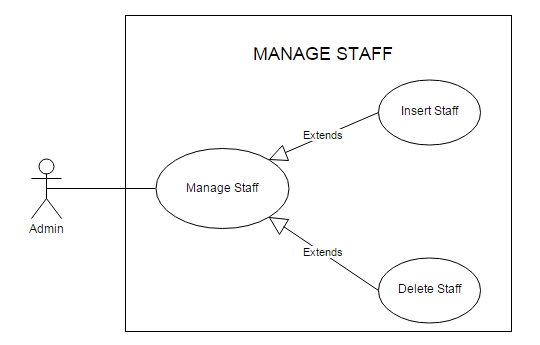 MANAGE STAFF
Insert Staff
Extends
Manage Staff
Admin
Extends
Delete Staff